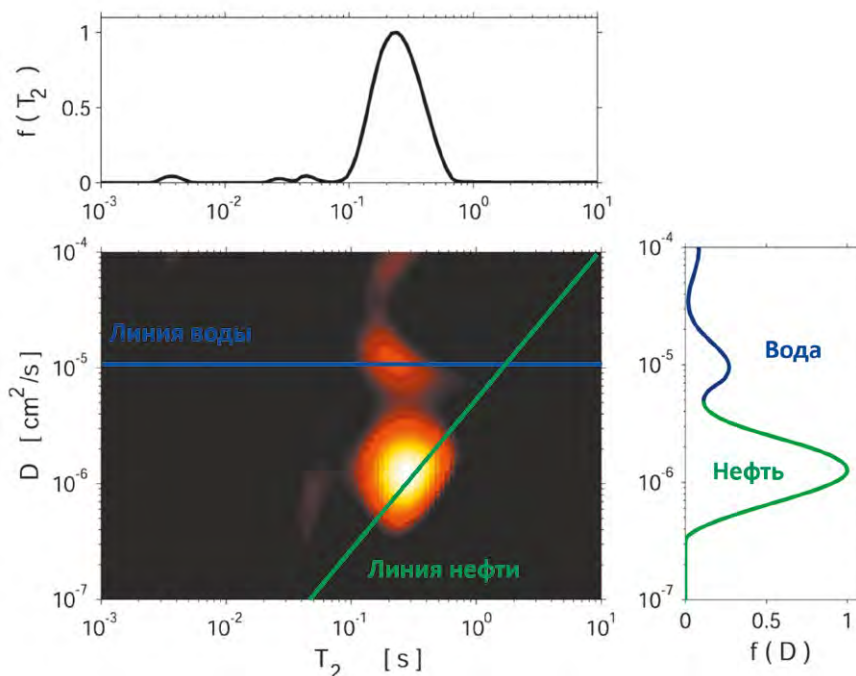 f ( T₂ )
1
0.5
0
10⁻³ 10⁻² 10⁻¹ 10⁰ 10¹
D [ cm²/s ]
10⁻⁴
10⁻⁵
10⁻⁶
10⁻⁷
Линия воды
Линия нефти
10⁻³ 10⁻² 10⁻¹ 10⁰ 10¹
T₂ [ s ]
10⁻⁴
10⁻⁵
10⁻⁶
10⁻⁷
Вода
Нефть
0 0.5 1
f ( D )